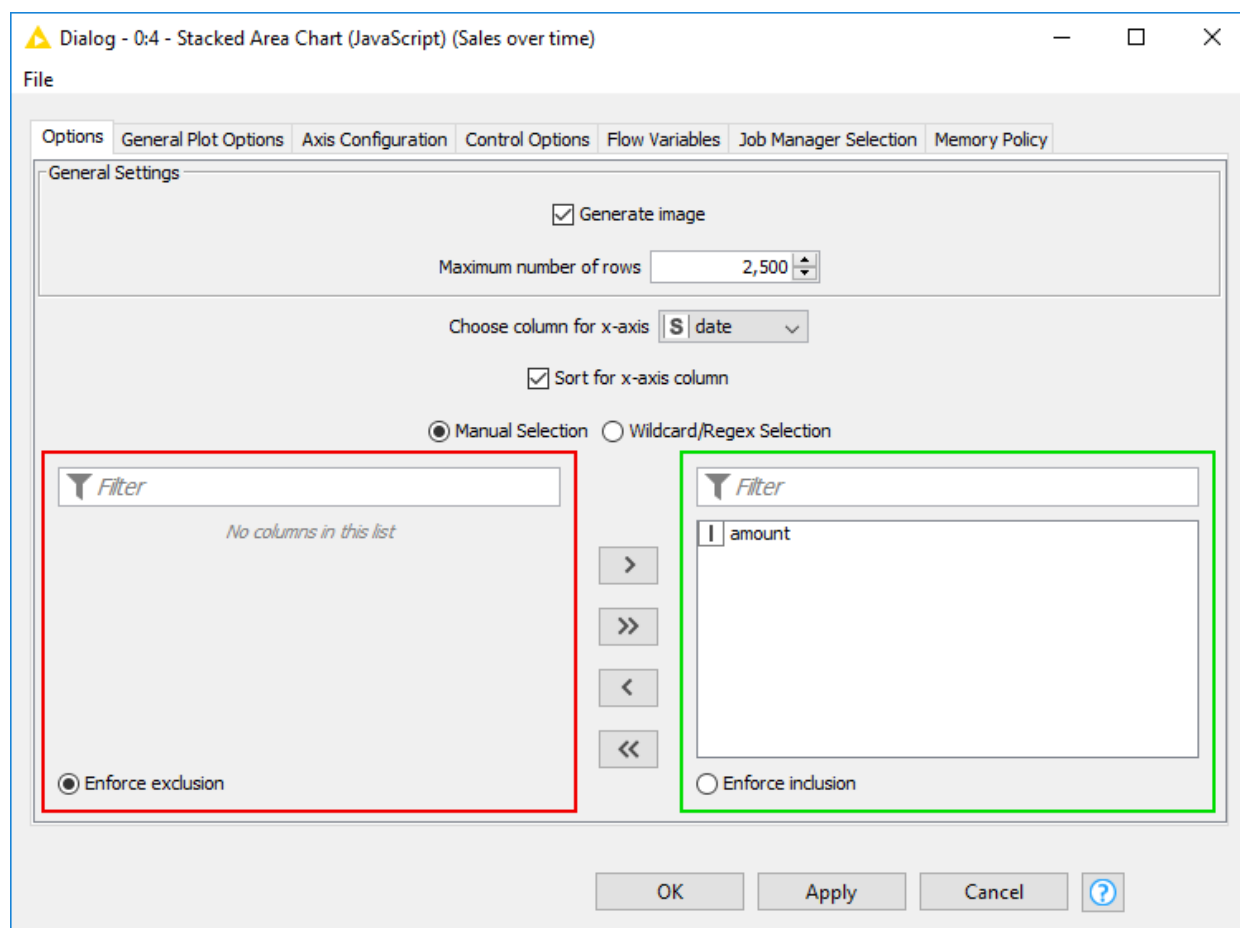 Dialog - 0:4 - Stacked Area Chart (JavaScript) (Sales over time)
File
Options General Plot Options Axis Configuration Control Options Flow Variables Job Manager Selection Memory Policy
General Settings
Generate image
Maximum number of rows 2,500
Choose column for x-axis S date
Sort for x-axis column
Manual Selection Wildcard/Regex Selection
Filter Filter
No columns in this list I amount
>
>>
<
<<
Enforce exclusion Enforce inclusion
OK Apply Cancel ?